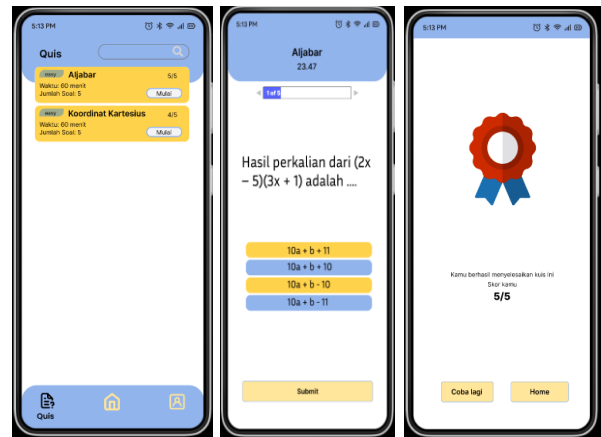 5:13 PM
Quis
easy Aljabar 5/5
Waktu: 60 menit
Jumlah Soal: 5 Mulai
easy Koordinat Kartesius 4/5
Waktu: 60 menit
Jumlah Soal: 5 Mulai
Quis
5:13 PM
Aljabar
23.47
1 of 5
Hasil perkalian dari (2x
– 5)(3x + 1) adalah ....
10a + b + 11
10a + b + 10
10a + b - 10
10a + b - 11
Submit
5:13 PM
Kamu berhasil menyelesaikan kuis ini
Skor kamu
5/5
Coba lagi Home